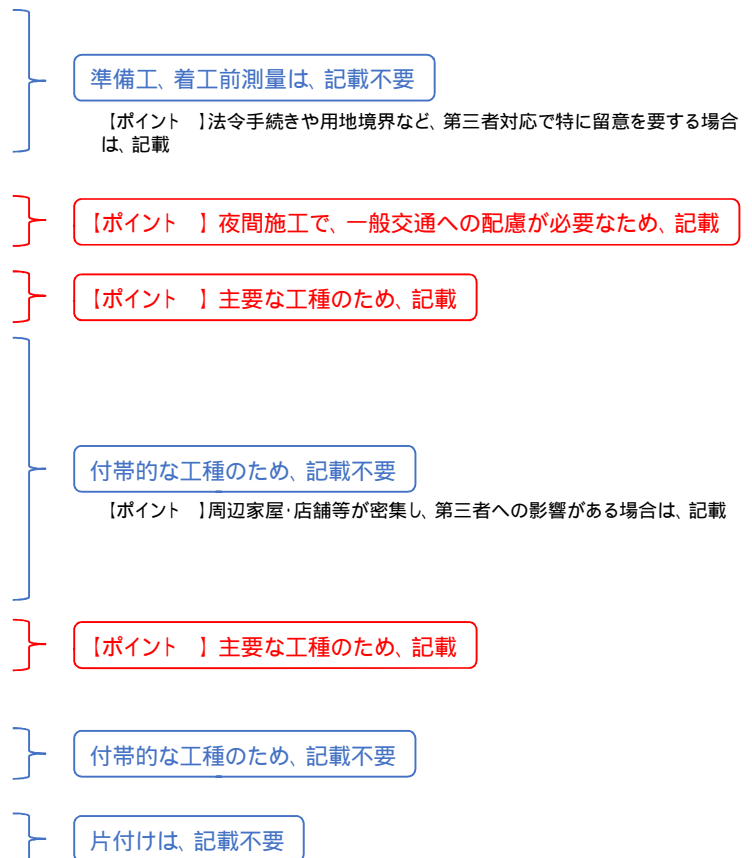 準備工、着工前測量は、記載不要
【ポイント　】法令手続きや用地境界など、第三者対応で特に留意を要する場合
は、記載
【ポイント　】夜間施工で、一般交通への配慮が必要なため、記載
【ポイント　】主要な工種のため、記載
付帯的な工種のため、記載不要
【ポイント　】周辺家屋・店舗等が密集し、第三者への影響がある場合は、記載
【ポイント　】主要な工種のため、記載
付帯的な工種のため、記載不要
片付けは、記載不要